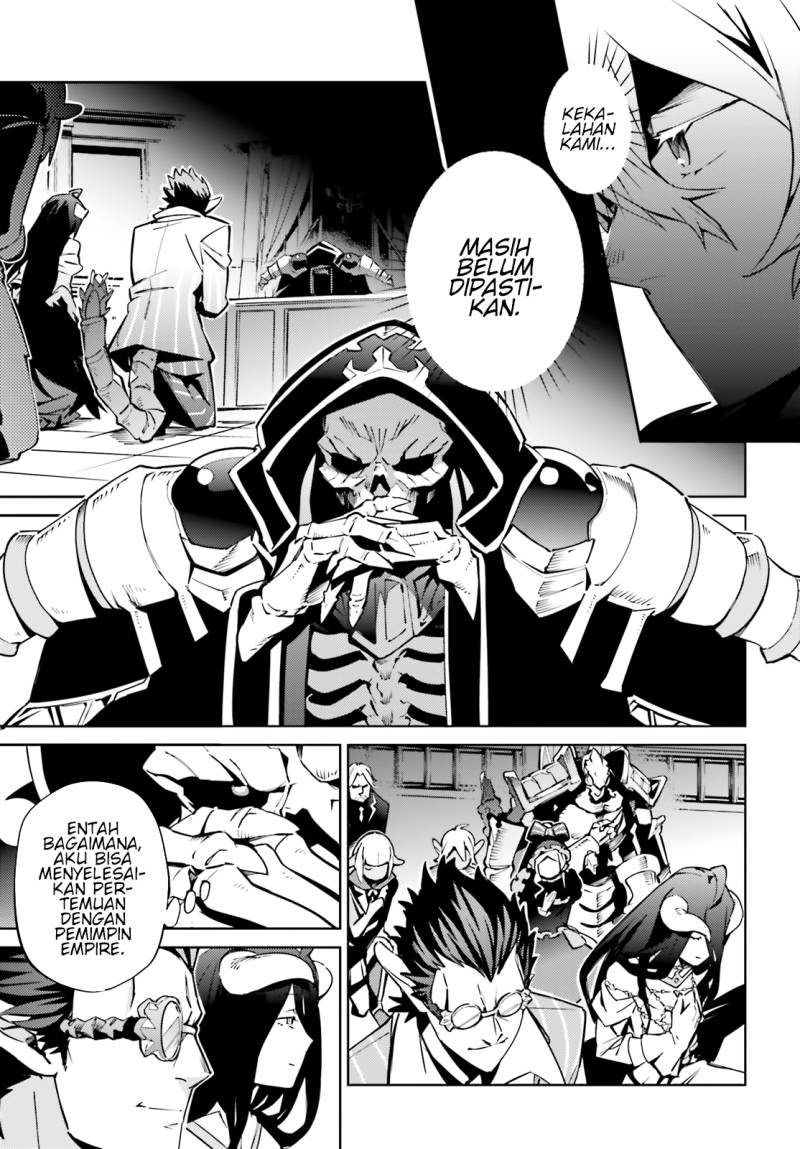 KEKA-
LAHAN
KAMI...
MASIH
BELUM
DIPASTI-
KAN.
ENTAH
BAGAIMANA,
AKU BISA
MENYELESAI-
KAN PER-
TEMUAN
DENGAN
PEMIMPIN
EMPIRE.